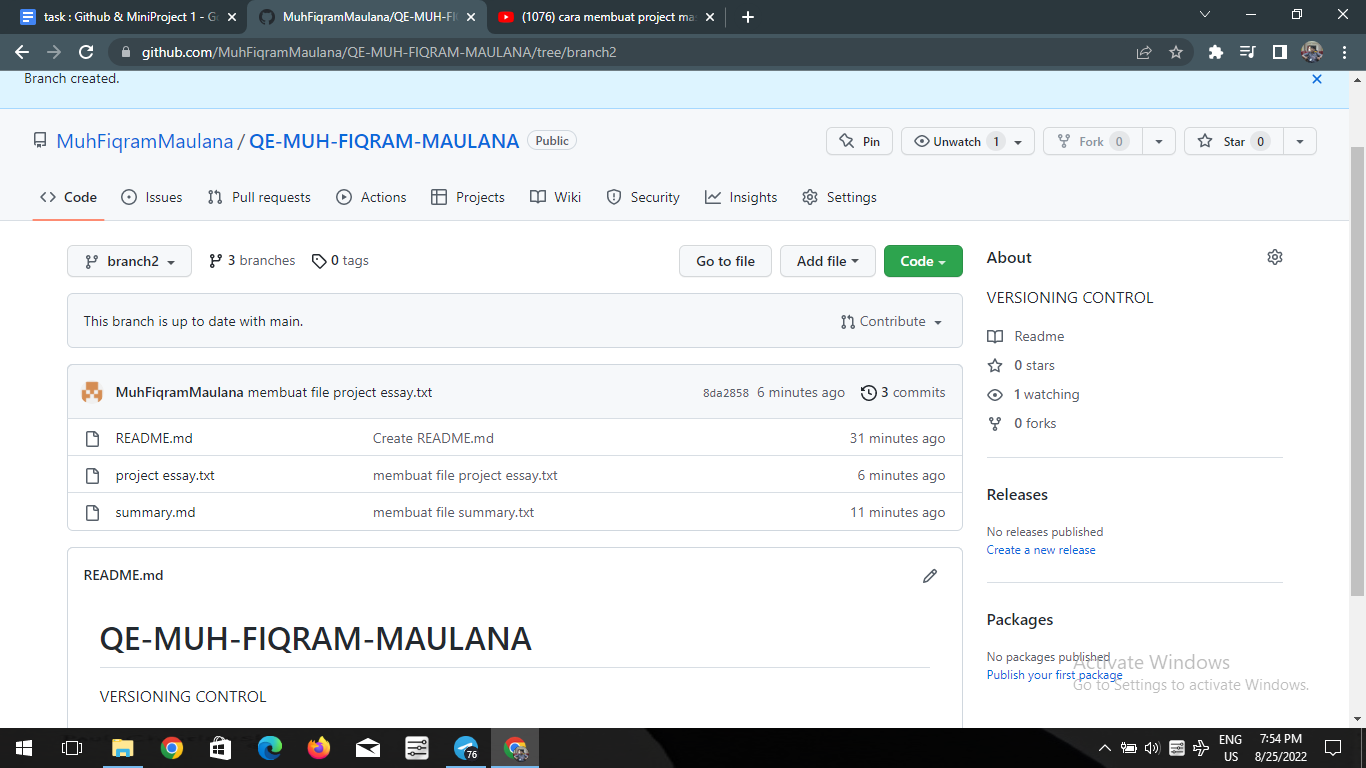 task : Github & MiniProject 1 - Go
MuhFiqramMaulana/QE-MUH-FI
(1076) cara membuat project ma
github.com/MuhFiqramMaulana/QE-MUH-FIQRAM-MAULANA/tree/branch2
Branch created.
MuhFiqramMaulana / QE-MUH-FIQRAM-MAULANA Public
Pin Unwatch 1 Fork 0 Star 0
Code Issues Pull requests Actions Projects Wiki Security Insights Settings
branch2 3 branches 0 tags Go to file Add file Code
This branch is up to date with main. Contribute
MuhFiqramMaulana membuat file project essay.txt 8da2858 6 minutes ago 3 commits
README.md Create README.md 31 minutes ago
project essay.txt membuat file project essay.txt 6 minutes ago
summary.md membuat file summary.txt 11 minutes ago
README.md
QE-MUH-FIQRAM-MAULANA
VERSIONING CONTROL
About
VERSIONING CONTROL
Readme
0 stars
1 watching
0 forks
Releases
No releases published
Create a new release
Packages
No packages published
Publish your first package
Activate Windows
Go to Settings to activate Windows.
76
ENG
US
7:54 PM
8/25/2022